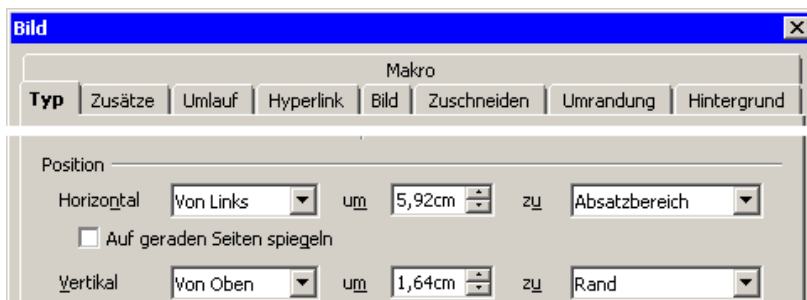 Bild
Makro
Typ Zusätze Umlauf Hyperlink Bild Zuschneiden Umrandung Hintergrund
Position
Horizontal Von Links um 5,92cm zu Absatzbereich
Auf geraden Seiten spiegeln
Vertikal Von Oben um 1,64cm zu Rand